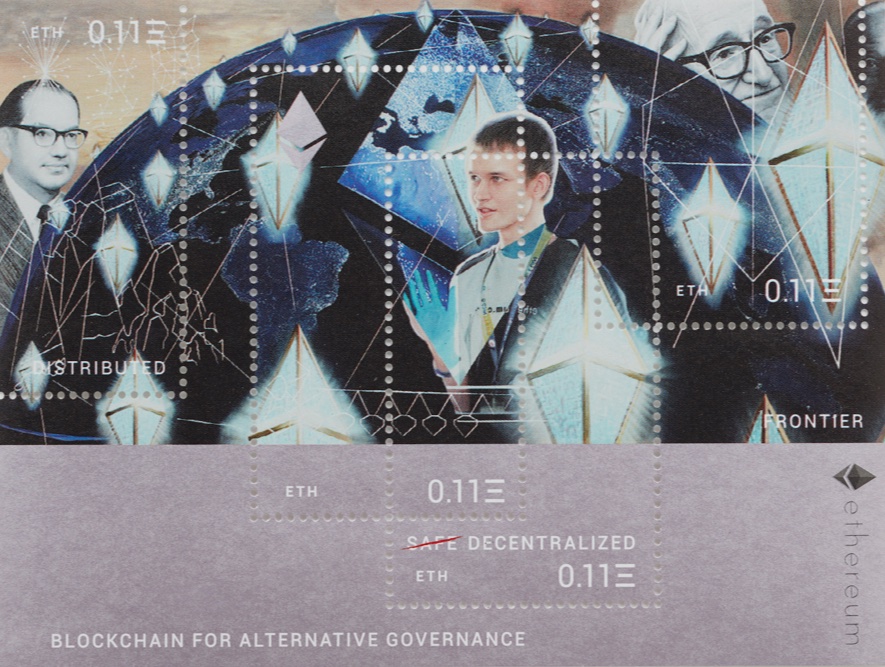 ETH 0.11Ξ
DISTRIBUTED
ETH 0.11Ξ
FRONTIER
ETH 0.11Ξ
SAFE DECENTRALIZED
ETH 0.11Ξ
BLOCKCHAIN FOR ALTERNATIVE GOVERNANCE
ethereum